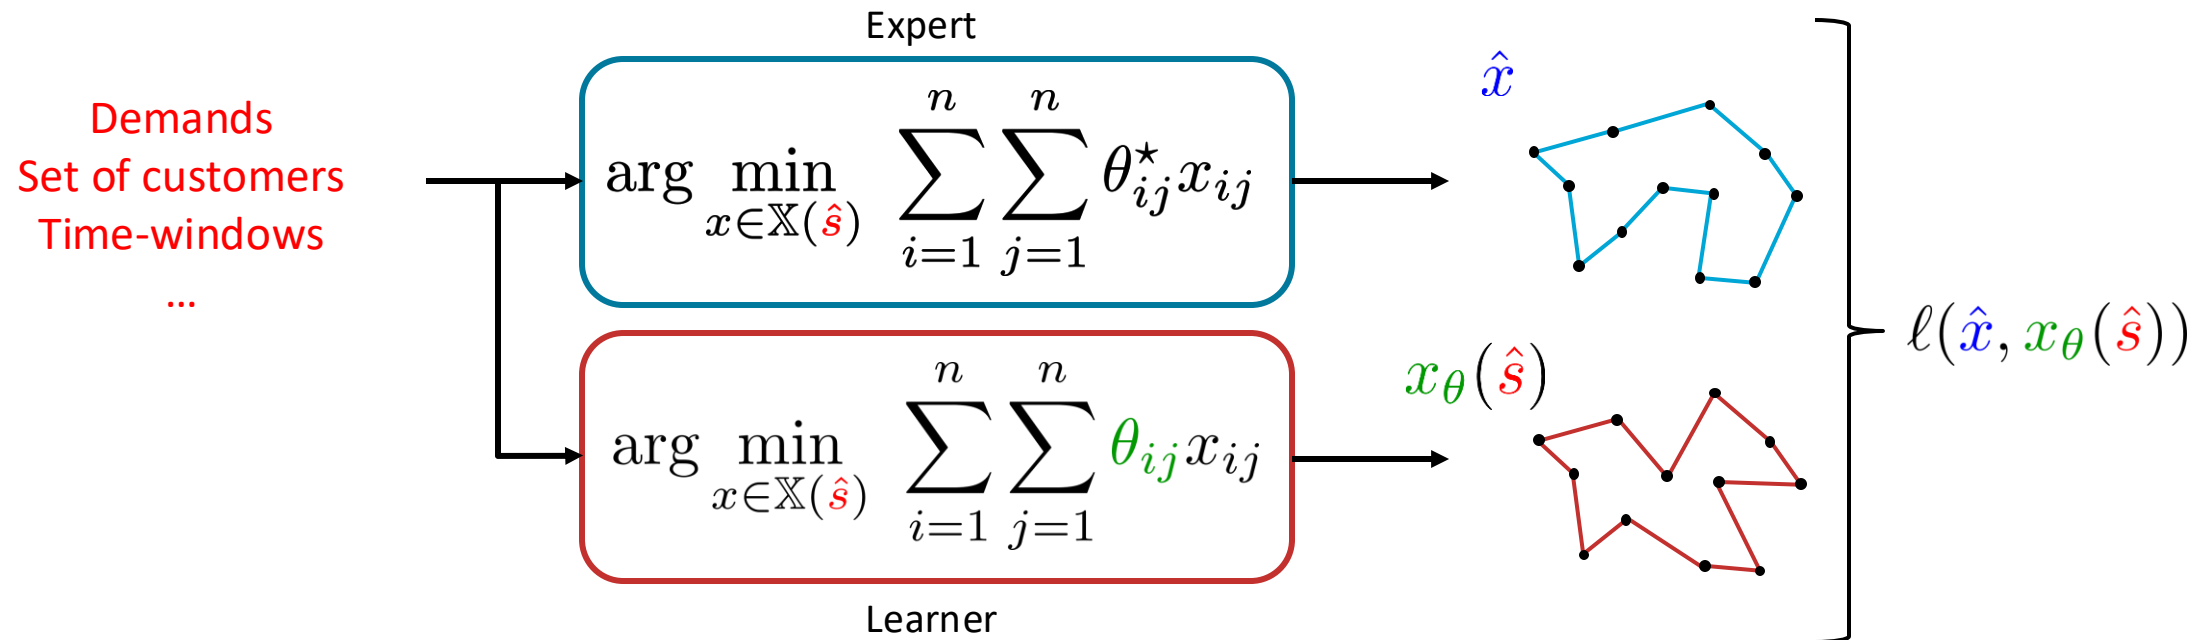 Expert
Demands
Set of customers
Time-windows
...
arg min_{x∈𝕏(ŝ)} ∑_{i=1}^{n} ∑_{j=1}^{n} θ^⋆_{ij} x_{ij}
x̂
Learner
arg min_{x∈𝕏(ŝ)} ∑_{i=1}^{n} ∑_{j=1}^{n} θ_{ij} x_{ij}
x_θ(ŝ)
ℓ(x̂, x_θ(ŝ))